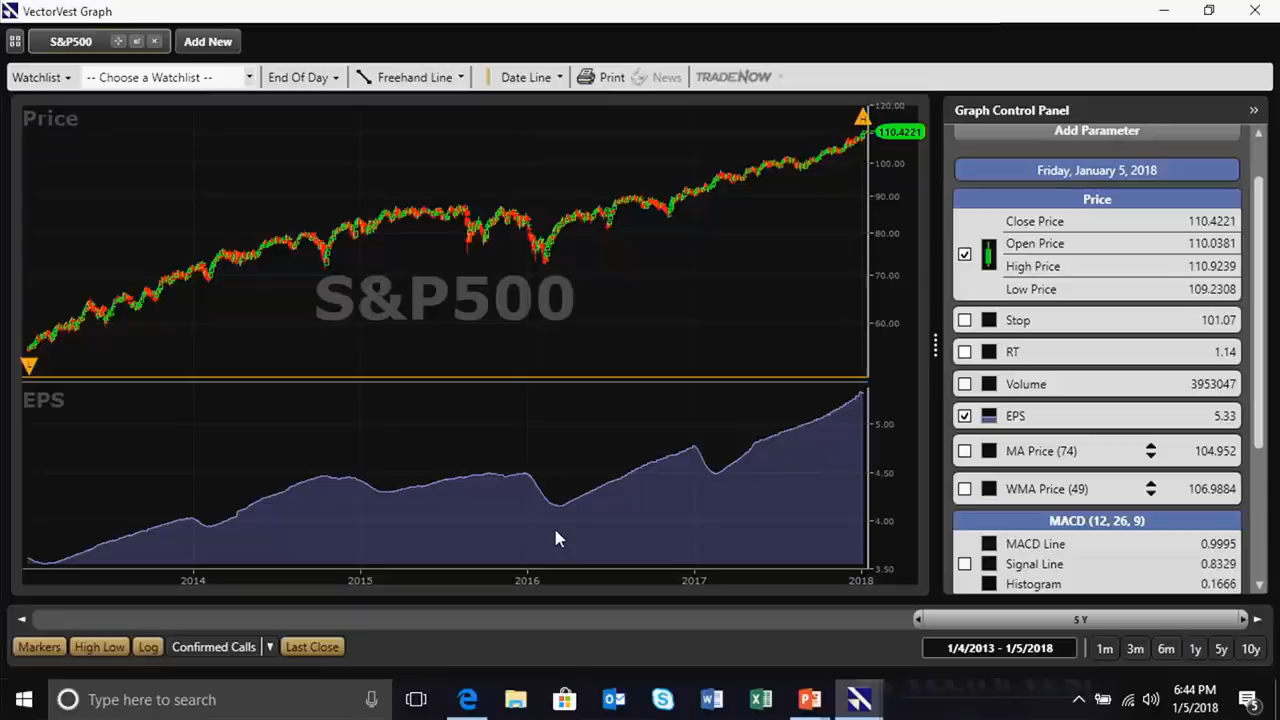 VectorVest Graph
S&P500
Add New
Watchlist
-- Choose a Watchlist --
End Of Day
Freehand Line
Date Line
Print
News
TRADENOW
Price
120.00
110.4221
100.00
90.00
80.00
70.00
60.00
S&P500
EPS
5.00
4.50
4.00
3.50
2014
2015
2016
2017
2018
Graph Control Panel
Add Parameter
Friday, January 5, 2018
Price
Close Price 110.4221
Open Price 110.0381
High Price 110.9239
Low Price 109.2308
Stop 101.07
RT 1.14
Volume 3953047
EPS 5.33
MA Price (74) 104.952
WMA Price (49) 106.9884
MACD (12, 26, 9)
MACD Line 0.9995
Signal Line 0.8329
Histogram 0.1666
5 Y
Markers
High Low
Log
Confirmed Calls
Last Close
1/4/2013 - 1/5/2018
1m
3m
6m
1y
5y
10y
Type here to search
6:44 PM
1/5/2018
5